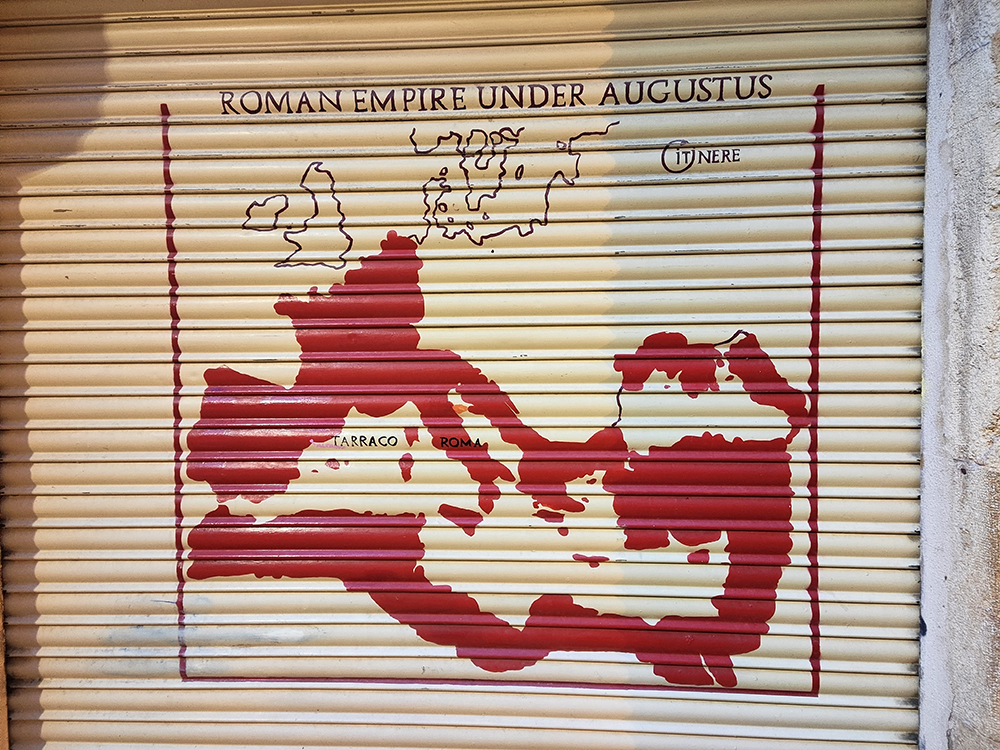 ROMAN EMPIRE UNDER AUGUSTUS
ITINERE
TARRACO ROMA